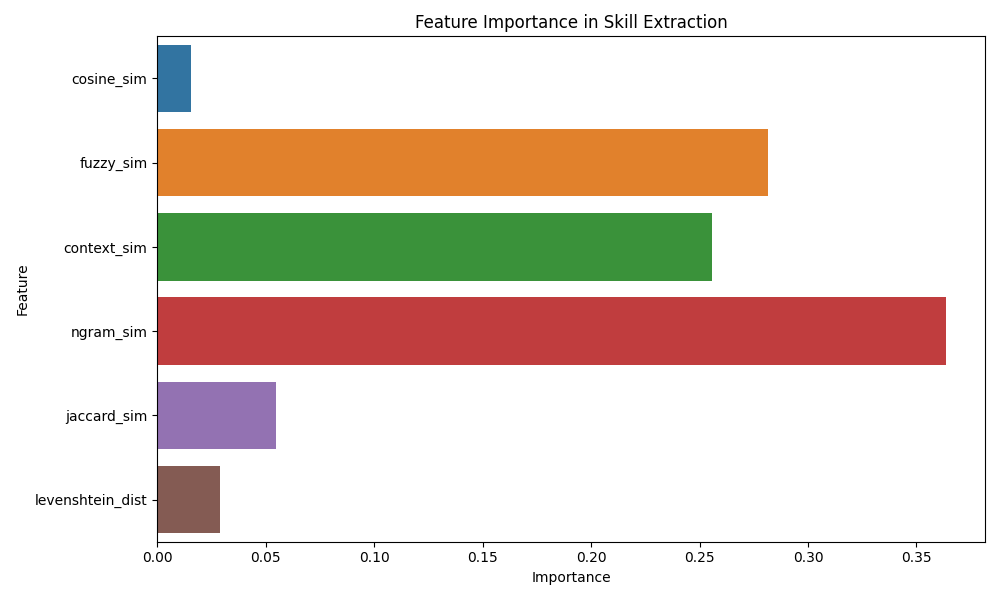 Feature Importance in Skill Extraction
cosine_sim
fuzzy_sim
context_sim
ngram_sim
jaccard_sim
levenshtein_dist
Feature
0.00 0.05 0.10 0.15 0.20 0.25 0.30 0.35
Importance